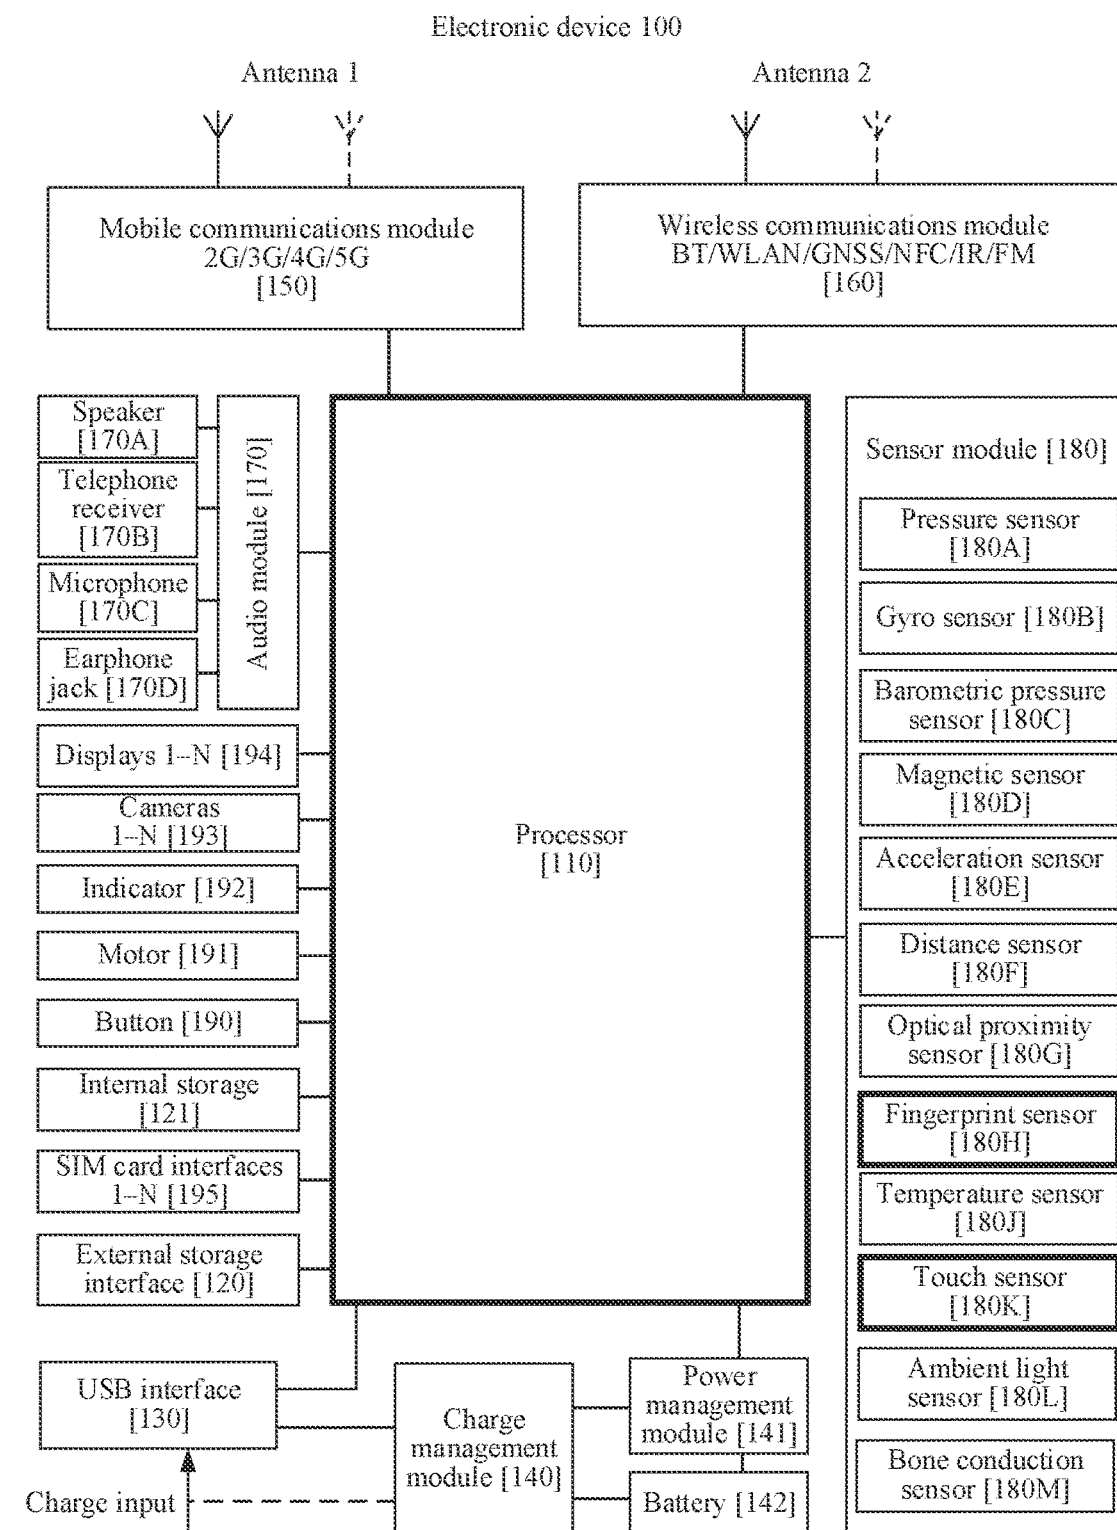 Electronic device 100
Antenna 1
Antenna 2
Mobile communications module
2G/3G/4G/5G
[150]
Wireless communications module
BT/WLAN/GNSS/NFC/IR/FM
[160]
Speaker
[170A]
Telephone
receiver
[170B]
Microphone
[170C]
Earphone
jack [170D]
Audio module [170]
Displays 1–N [194]
Cameras
1–N [193]
Indicator [192]
Motor [191]
Button [190]
Internal storage
[121]
SIM card interfaces
1–N [195]
External storage
interface [120]
Processor
[110]
Sensor module [180]
Pressure sensor
[180A]
Gyro sensor [180B]
Barometric pressure
sensor [180C]
Magnetic sensor
[180D]
Acceleration sensor
[180E]
Distance sensor
[180F]
Optical proximity
sensor [180G]
Fingerprint sensor
[180H]
Temperature sensor
[180J]
Touch sensor
[180K]
Ambient light
sensor [180L]
Bone conduction
sensor [180M]
USB interface
[130]
Charge
management
module [140]
Power
management
module [141]
Battery [142]
Charge input